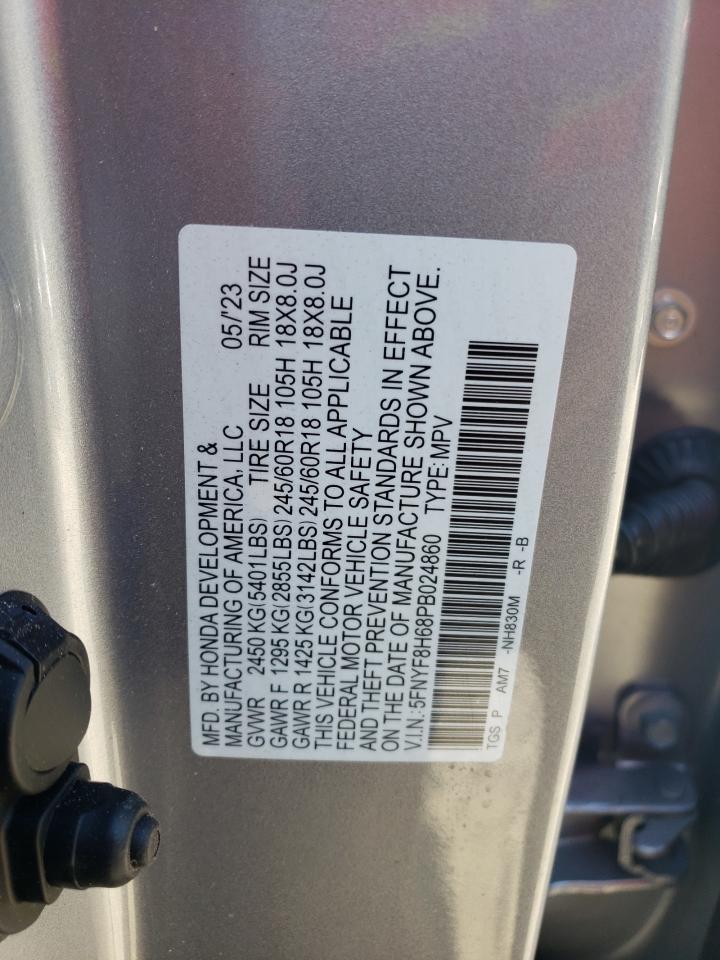 MFD. BY HONDA DEVELOPMENT &
MANUFACTURING OF AMERICA, LLC 05/'23
GVWR 2450 KG(5401LBS) TIRE SIZE RIM SIZE
GAWR F 1295 KG(2855LBS) 245/60R18 105H 18X8.0J
GAWR R 1425 KG(3142LBS) 245/60R18 105H 18X8.0J
THIS VEHICLE CONFORMS TO ALL APPLICABLE
FEDERAL MOTOR VEHICLE SAFETY
AND THEFT PREVENTION STANDARDS IN EFFECT
ON THE DATE OF MANUFACTURE SHOWN ABOVE.
V.I.N.:5FNYF8H68PB024860 TYPE:MPV
TGS P AM7 -NH830M -R -B